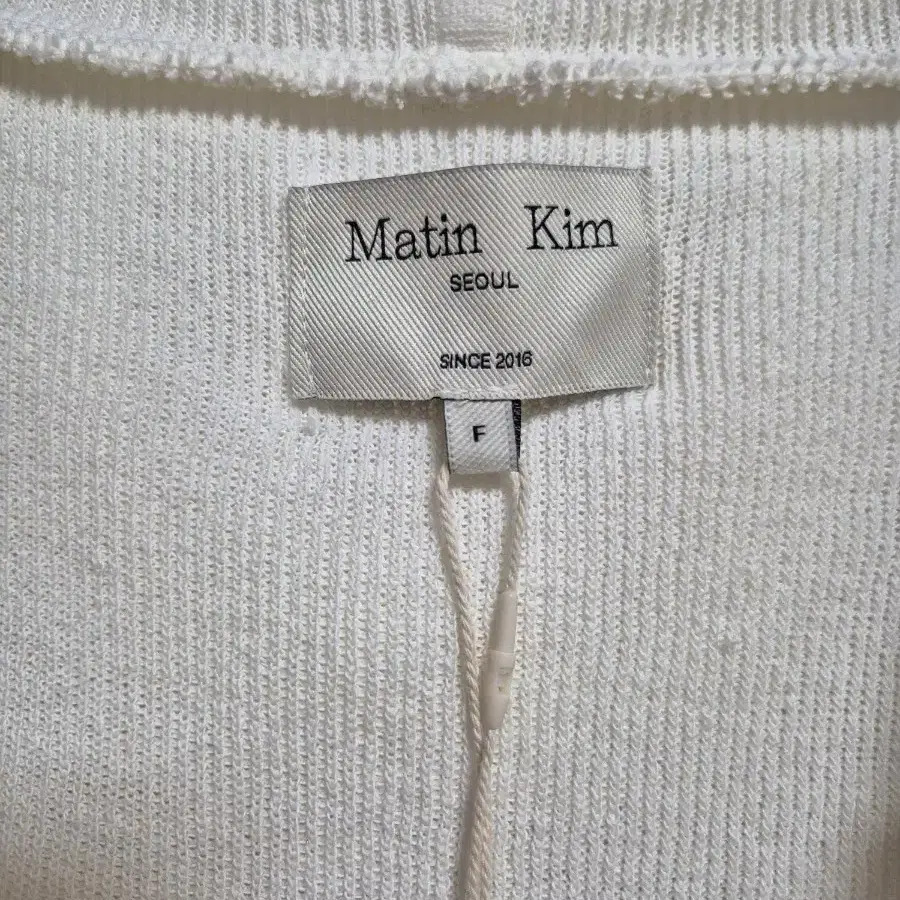 Matin Kim
SEOUL
SINCE 2016
F